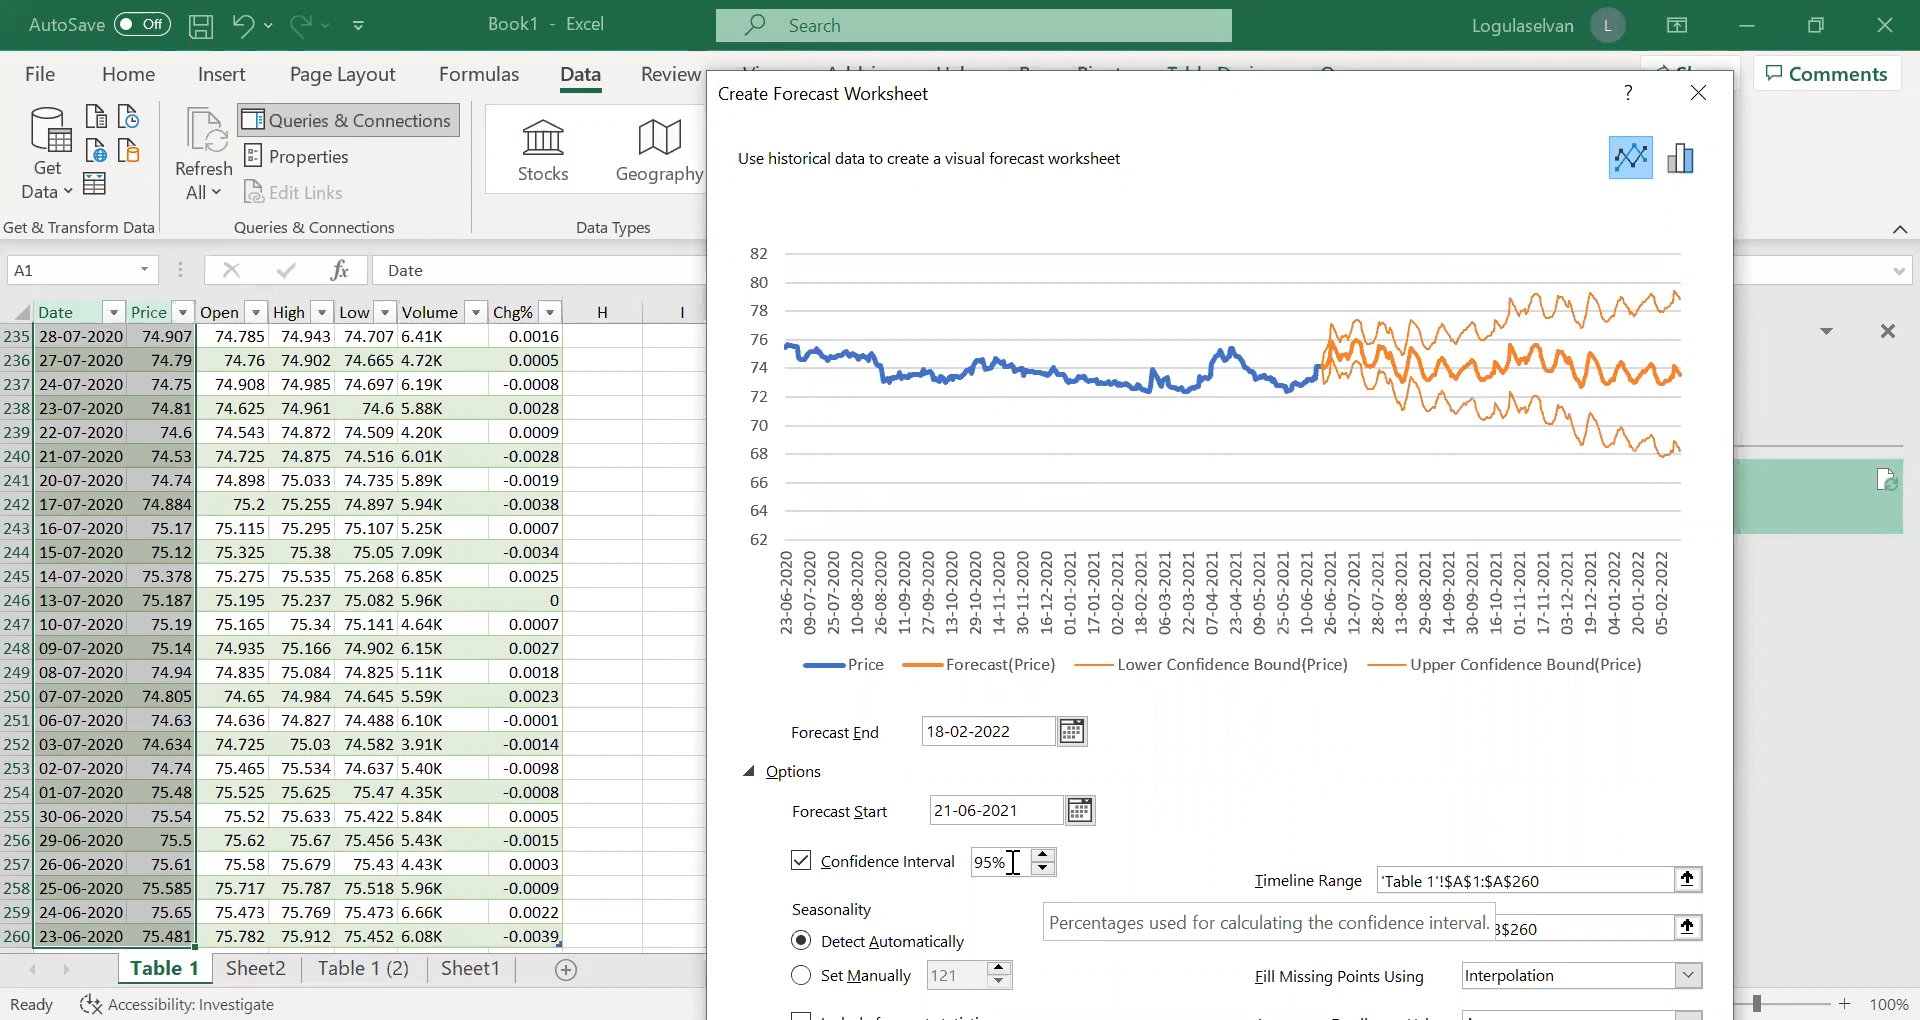 AutoSave Off
Book1 - Excel
Search
Logulaselvan L
File Home Insert Page Layout Formulas Data Review
Comments
Get Data
Refresh All
Queries & Connections
Properties
Edit Links
Stocks
Geography
Get & Transform Data
Queries & Connections
Data Types
A1
fx
Date
Date Price Open High Low Volume Chg% H I
235 28-07-2020 74.907 74.785 74.943 74.707 6.41K 0.0016
236 27-07-2020 74.79 74.76 74.902 74.665 4.72K 0.0005
237 24-07-2020 74.75 74.908 74.985 74.697 6.19K -0.0008
238 23-07-2020 74.81 74.625 74.961 74.6 5.88K 0.0028
239 22-07-2020 74.6 74.543 74.872 74.509 4.20K 0.0009
240 21-07-2020 74.53 74.725 74.875 74.516 6.01K -0.0028
241 20-07-2020 74.74 74.898 75.033 74.735 5.89K -0.0019
242 17-07-2020 74.884 75.2 75.255 74.897 5.94K -0.0038
243 16-07-2020 75.17 75.115 75.295 75.107 5.25K 0.0007
244 15-07-2020 75.12 75.325 75.38 75.05 7.09K -0.0034
245 14-07-2020 75.378 75.275 75.535 75.268 6.85K 0.0025
246 13-07-2020 75.187 75.195 75.237 75.082 5.96K 0
247 10-07-2020 75.19 75.165 75.34 75.141 4.64K 0.0007
248 09-07-2020 75.14 74.935 75.166 74.902 6.15K 0.0027
249 08-07-2020 74.94 74.835 75.084 74.825 5.11K 0.0018
250 07-07-2020 74.805 74.65 74.984 74.645 5.59K 0.0023
251 06-07-2020 74.63 74.636 74.827 74.488 6.10K -0.0001
252 03-07-2020 74.634 74.725 75.03 74.582 3.91K -0.0014
253 02-07-2020 74.74 75.465 75.534 74.637 5.40K -0.0098
254 01-07-2020 75.48 75.525 75.625 75.47 4.35K -0.0008
255 30-06-2020 75.54 75.52 75.633 75.422 5.84K 0.0005
256 29-06-2020 75.5 75.62 75.67 75.456 5.43K -0.0015
257 26-06-2020 75.61 75.58 75.679 75.43 4.43K 0.0003
258 25-06-2020 75.585 75.717 75.787 75.518 5.96K -0.0009
259 24-06-2020 75.65 75.473 75.769 75.473 6.66K 0.0022
260 23-06-2020 75.481 75.782 75.912 75.452 6.08K -0.0039
Table 1 Sheet2 Table 1 (2) Sheet1
Ready Accessibility: Investigate
100%
Create Forecast Worksheet
?
Use historical data to create a visual forecast worksheet
82
80
78
76
74
72
70
68
66
64
62
23-06-2020
09-07-2020
25-07-2020
10-08-2020
26-08-2020
11-09-2020
27-09-2020
13-10-2020
29-10-2020
14-11-2020
30-11-2020
16-12-2020
01-01-2021
17-01-2021
02-02-2021
18-02-2021
06-03-2021
22-03-2021
07-04-2021
23-04-2021
09-05-2021
25-05-2021
10-06-2021
26-06-2021
12-07-2021
28-07-2021
13-08-2021
29-08-2021
14-09-2021
30-09-2021
16-10-2021
01-11-2021
17-11-2021
03-12-2021
19-12-2021
04-01-2022
20-01-2022
05-02-2022
Price Forecast(Price) Lower Confidence Bound(Price) Upper Confidence Bound(Price)
Forecast End 18-02-2022
Options
Forecast Start 21-06-2021
Confidence Interval 95%
Timeline Range 'Table 1'!$A$1:$A$260
Seasonality
Percentages used for calculating the confidence interval.
$260
Detect Automatically
Set Manually 121
Fill Missing Points Using Interpolation